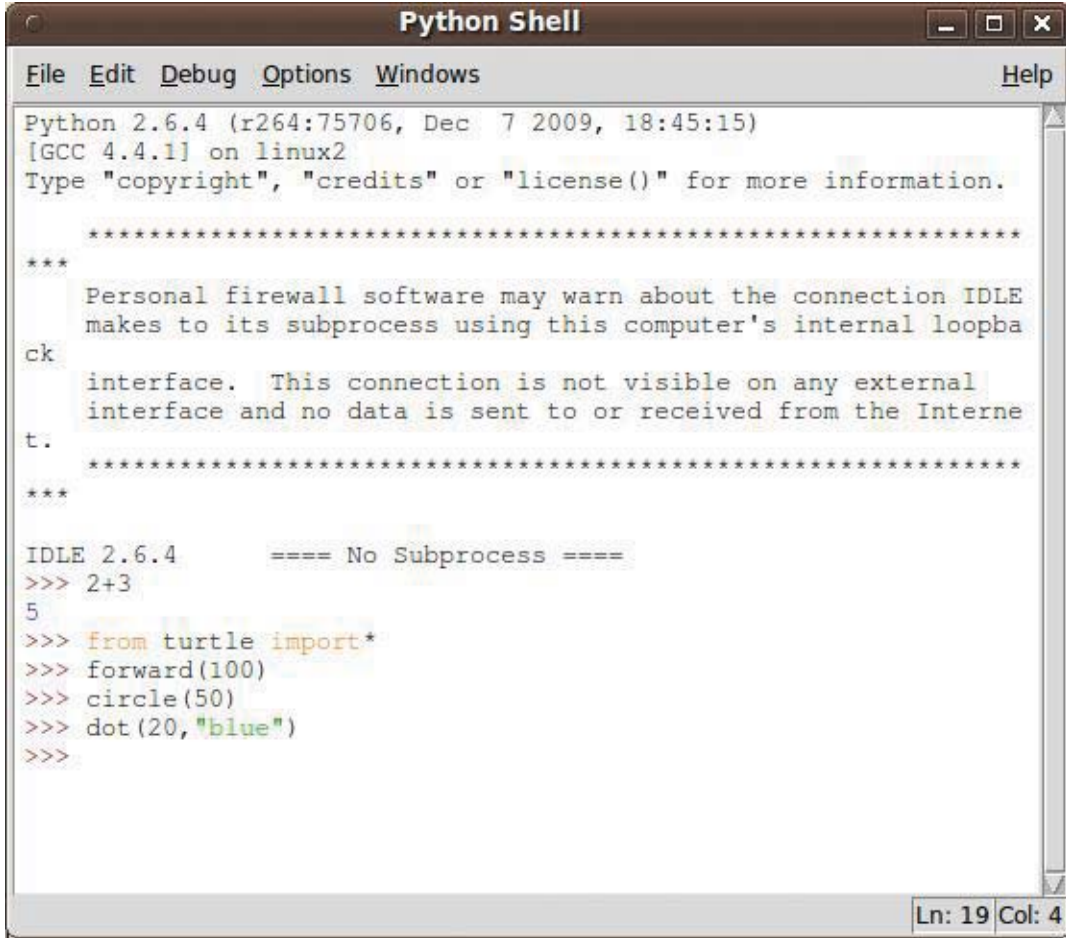 Python Shell
File Edit Debug Options Windows Help
Python 2.6.4 (r264:75706, Dec  7 2009, 18:45:15)
[GCC 4.4.1] on linux2
Type "copyright", "credits" or "license()" for more information.
*************************************************************
***
Personal firewall software may warn about the connection IDLE
makes to its subprocess using this computer's internal loopba
ck
interface.  This connection is not visible on any external
interface and no data is sent to or received from the Interne
t.
*************************************************************
***
IDLE 2.6.4      ==== No Subprocess ====
>>> 2+3
5
>>> from turtle import*
>>> forward(100)
>>> circle(50)
>>> dot(20,"blue")
>>>
Ln: 19 Col: 4